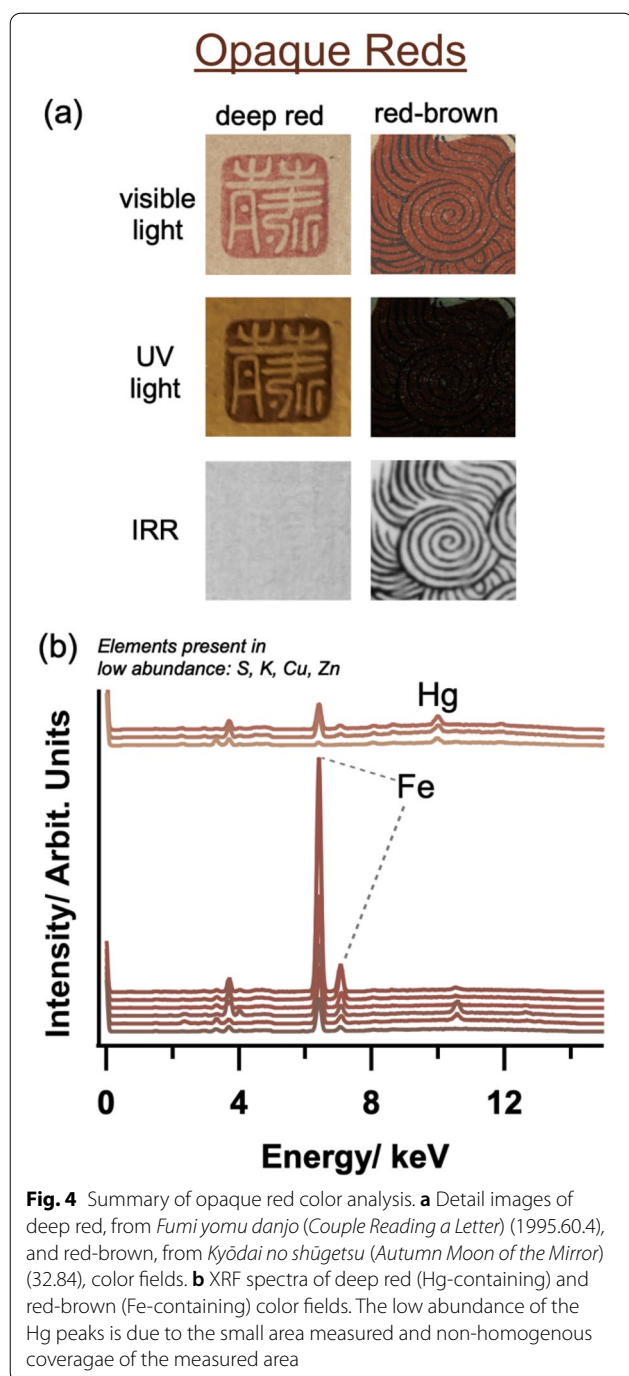 Opaque Reds
(a)
deep red
red-brown
visible
light
UV
light
IRR
(b)
Elements present in
low abundance: S, K, Cu, Zn
Hg
Fe
Intensity/ Arbit. Units
0
4
8
12
Energy/ keV
Fig. 4 Summary of opaque red color analysis. a Detail images of
deep red, from Fumi yomu danjo (Couple Reading a Letter) (1995.60.4),
and red-brown, from Kyōdai no shūgetsu (Autumn Moon of the Mirror)
(32.84), color fields. b XRF spectra of deep red (Hg-containing) and
red-brown (Fe-containing) color fields. The low abundance of the
Hg peaks is due to the small area measured and non-homogenous
coveragae of the measured area